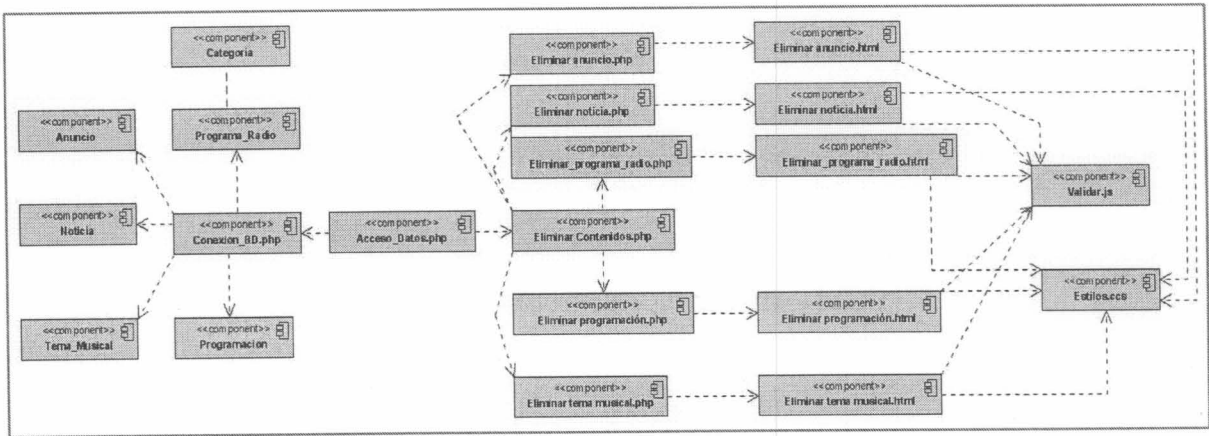 <<component>>
Categoria
<<component>>
Anuncio
<<component>>
Programa_Radio
<<component>>
Noticia
<<component>>
Conexion_BD.php
<<component>>
Acceso_Datos.php
<<component>>
Tema_Musical
<<component>>
Programacion
<<component>>
Eliminar anuncio.php
<<component>>
Eliminar anuncio.html
<<component>>
Eliminar noticia.php
<<component>>
Eliminar noticia.html
<<component>>
Eliminar_programa_radio.php
<<component>>
Eliminar_programa_radio.html
<<component>>
Validar.js
<<component>>
Eliminar Contenidos.php
<<component>>
Estilos.ccs
<<component>>
Eliminar programación.php
<<component>>
Eliminar programación.html
<<component>>
Eliminar tema musical.php
<<component>>
Eliminar tema musical.html